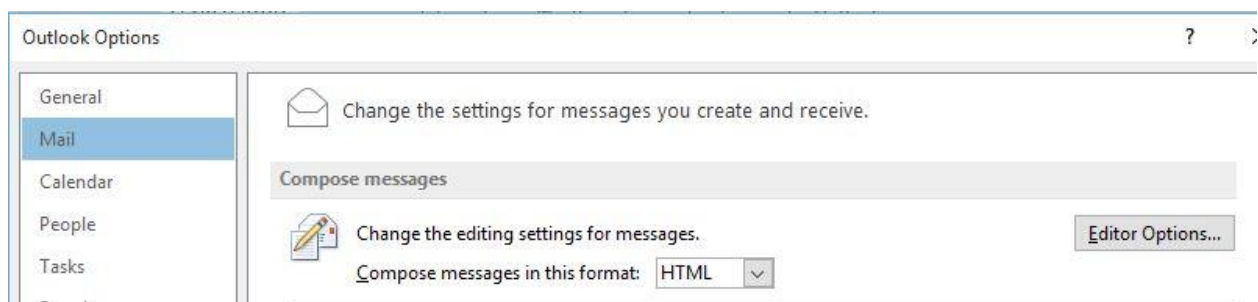 Outlook Options
?
General
Mail
Calendar
People
Tasks
Change the settings for messages you create and receive.
Compose messages
Change the editing settings for messages.
Editor Options...
Compose messages in this format: HTML